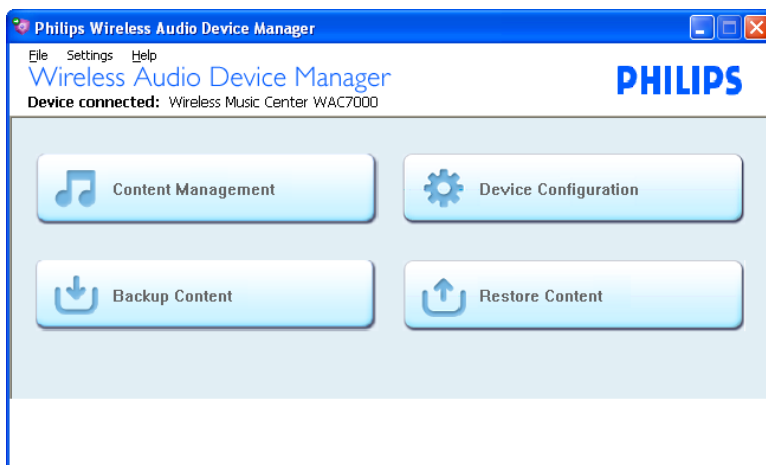 Philips Wireless Audio Device Manager
File Settings Help
Wireless Audio Device Manager
PHILIPS
Device connected: Wireless Music Center WAC7000
Content Management
Device Configuration
Backup Content
Restore Content